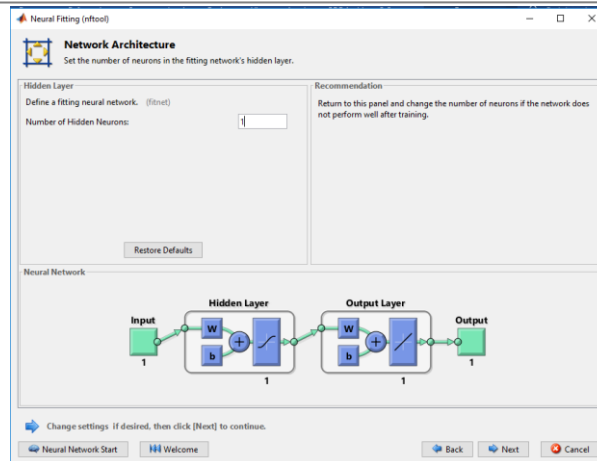 Neural Fitting (nftool)
Network Architecture
Set the number of neurons in the fitting network's hidden layer.
Hidden Layer
Define a fitting neural network. (fitnet)
Number of Hidden Neurons: 1
Restore Defaults
Recommendation
Return to this panel and change the number of neurons if the network does
not perform well after training.
Neural Network
Hidden Layer Output Layer
Input Output
W W
b b
+ +
1 1
1 1
Change settings if desired, then click [Next] to continue.
Neural Network Start Welcome Back Next Cancel